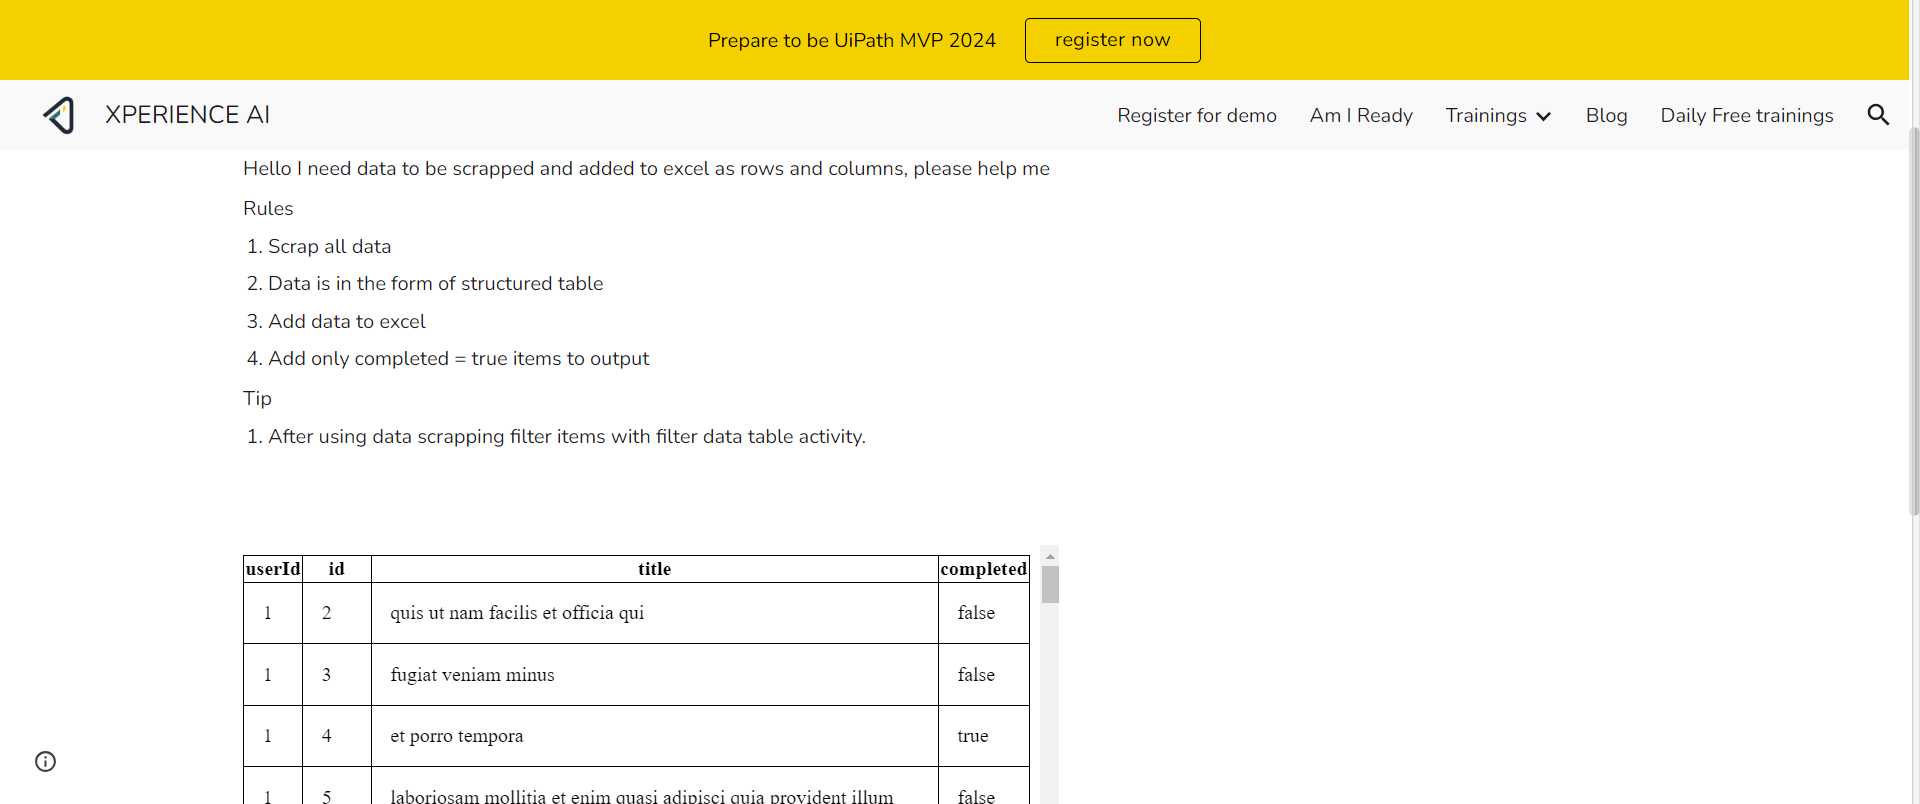 Prepare to be UiPath MVP 2024
register now
XPERIENCE AI
Register for demo
Am I Ready
Trainings
Blog
Daily Free trainings
Hello I need data to be scrapped and added to excel as rows and columns, please help me
Rules
1. Scrap all data
2. Data is in the form of structured table
3. Add data to excel
4. Add only completed = true items to output
Tip
1. After using data scrapping filter items with filter data table activity.
userId id title completed
1 2 quis ut nam facilis et officia qui false
1 3 fugiat veniam minus false
1 4 et porro tempora true
1 5 laboriosam mollitia et enim quasi adipisci quia provident illum false